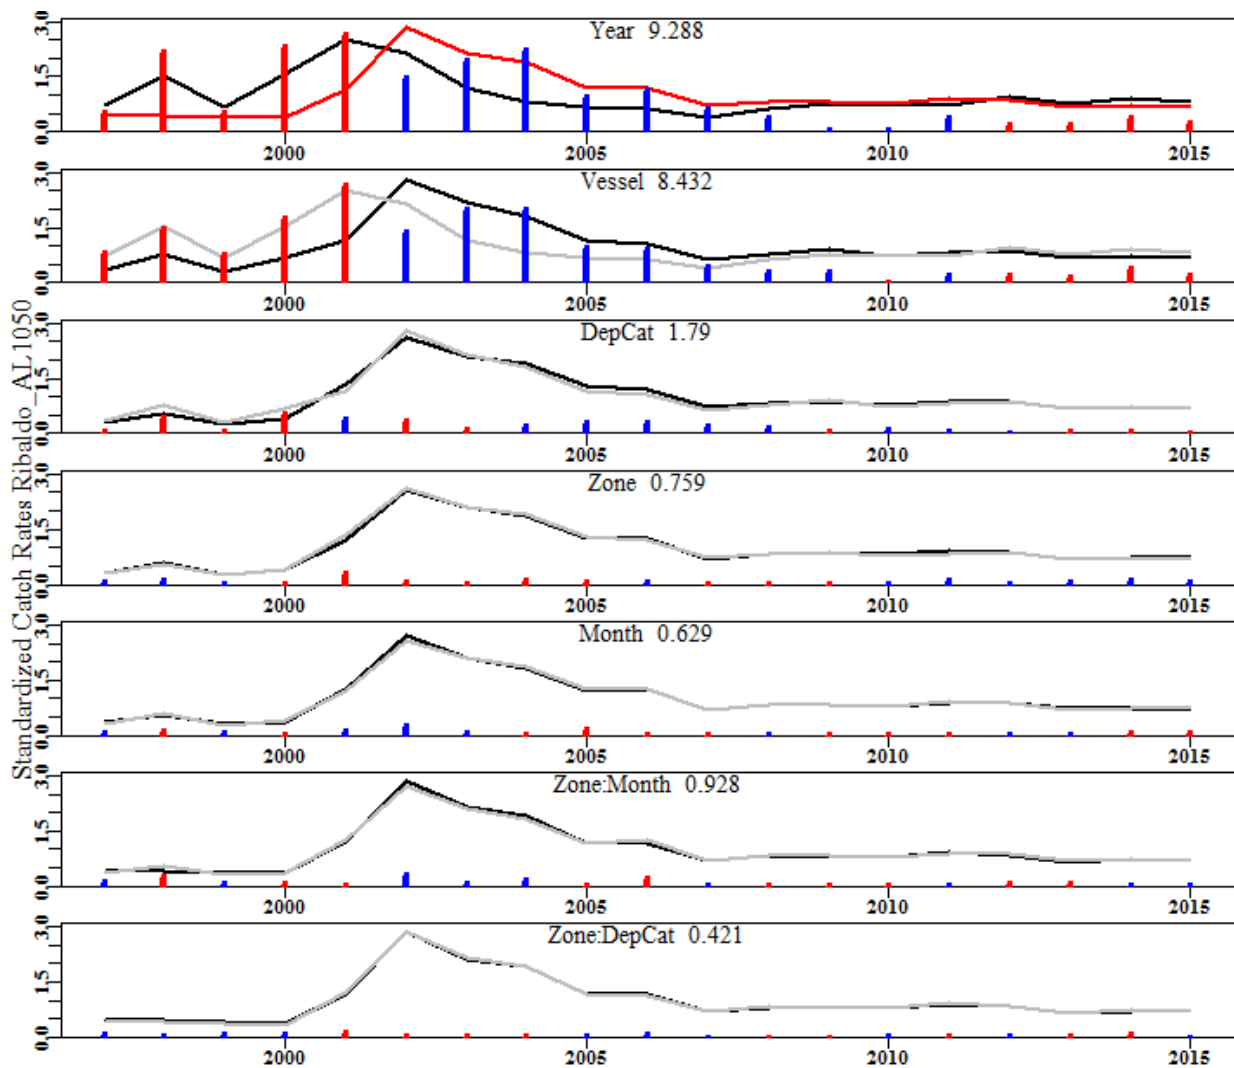 Standardized Catch Rates Ribaldo -AL 1050
Year 9.288
0.0 1.5 3.0
2000 2005 2010 2015
Vessel 8.432
0.0 1.5 3.0
2000 2005 2010 2015
DepCat 1.79
0.0 1.5 3.0
2000 2005 2010 2015
Zone 0.759
0.0 1.5 3.0
2000 2005 2010 2015
Month 0.629
0.0 1.5 3.0
2000 2005 2010 2015
Zone:Month 0.928
0.0 1.5 3.0
2000 2005 2010 2015
Zone:DepCat 0.421
0.0 1.5 3.0
2000 2005 2010 2015